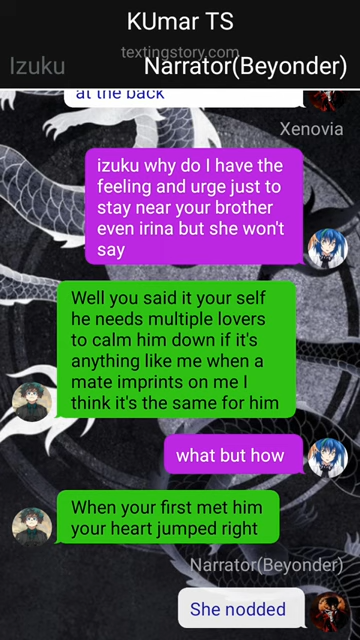 KUmar TS
textingstory.com
Izuku
Narrator(Beyonder)
at the back
Xenovia
izuku why do I have the
feeling and urge just to
stay near your brother
even irina but she won't
say
Well you said it your self
he needs multiple lovers
to calm him down if it's
anything like me when a
mate imprints on me I
think it's the same for him
what but how
When your first met him
your heart jumped right
Narrator(Beyonder)
She nodded